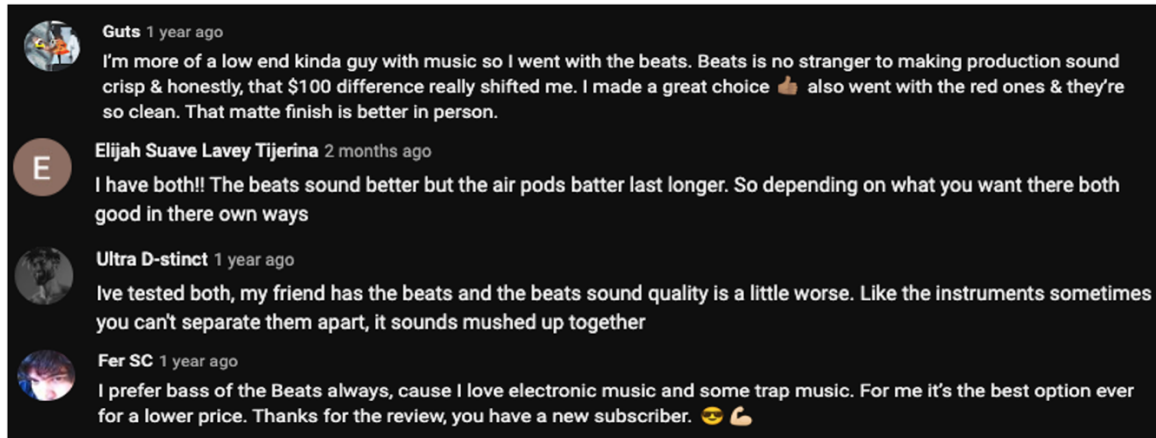 Guts 1 year ago
I'm more of a low end kinda guy with music so I went with the beats. Beats is no stranger to making production sound
crisp & honestly, that $100 difference really shifted me. I made a great choice 👍🏽 also went with the red ones & they're
so clean. That matte finish is better in person.
E
Elijah Suave Lavey Tijerina 2 months ago
I have both!! The beats sound better but the air pods batter last longer. So depending on what you want there both
good in there own ways
Ultra D-stinct 1 year ago
Ive tested both, my friend has the beats and the beats sound quality is a little worse. Like the instruments sometimes
you can't separate them apart, it sounds mushed up together
Fer SC 1 year ago
I prefer bass of the Beats always, cause I love electronic music and some trap music. For me it's the best option ever
for a lower price. Thanks for the review, you have a new subscriber. 😎 💪🏼